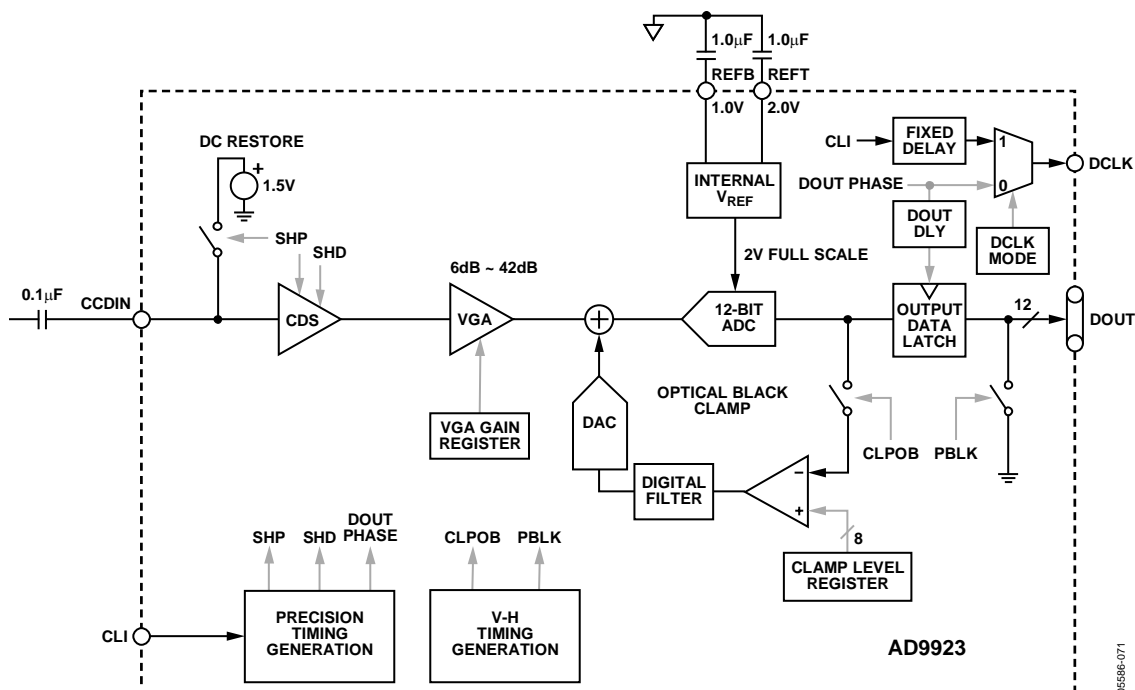 1.0µF
1.0µF
REFB
REFT
1.0V
2.0V
DC RESTORE
+
1.5V
CLI
FIXED
DELAY
1
0
DCLK
DOUT PHASE
INTERNAL
VREF
DOUT
DLY
DCLK
MODE
SHP
SHD
2V FULL SCALE
6dB ~ 42dB
0.1µF
CCDIN
CDS
VGA
+
12-BIT
ADC
OUTPUT
DATA
LATCH
12
DOUT
OPTICAL BLACK
CLAMP
VGA GAIN
REGISTER
DAC
CLPOB
PBLK
DIGITAL
FILTER
–
+
8
CLAMP LEVEL
REGISTER
SHP
SHD
DOUT
PHASE
CLPOB
PBLK
CLI
PRECISION
TIMING
GENERATION
V-H
TIMING
GENERATION
AD9923
05586-071